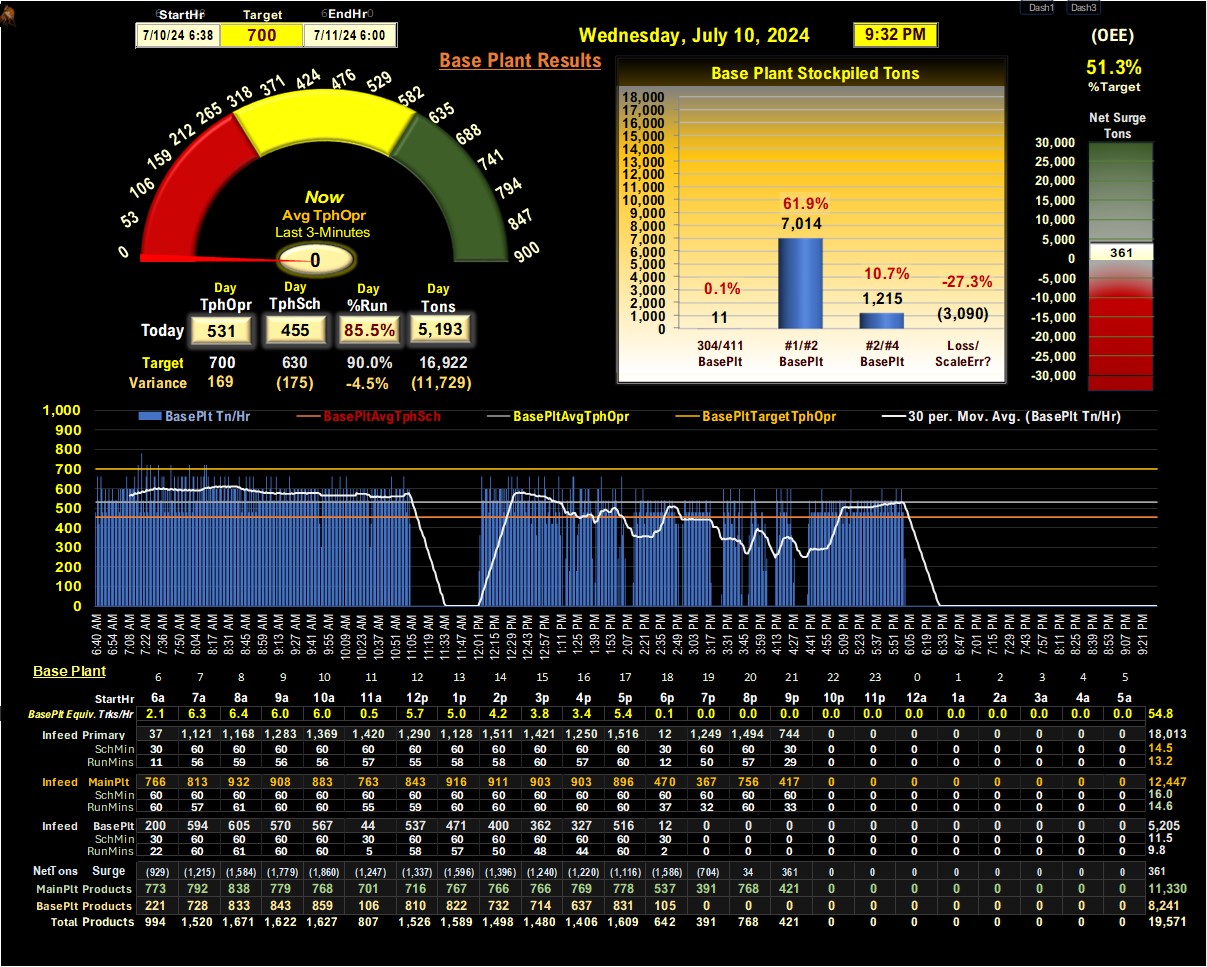 Dash1 Dash3
StartHr Target EndHr
7/10/24 6:38 700 7/11/24 6:00
Wednesday, July 10, 2024 9:32 PM
(OEE)
51.3%
%Target
Base Plant Results
0 53 106 159 212 265 318 371 424 476 529 582 635 688 741 794 847 900
Now
Avg TphOpr
Last 3-Minutes
0
Day Day Day Day
TphOpr TphSch %Run Tons
Today 531 455 85.5% 5,193
Target 700 630 90.0% 16,922
Variance 169 (175) -4.5% (11,729)
Base Plant Stockpiled Tons
18,000
17,000
16,000
15,000
14,000
13,000
12,000
11,000
10,000
9,000
8,000
7,000
6,000
5,000
4,000
3,000
2,000
1,000
0
0.1% 61.9% 10.7% -27.3%
11 7,014 1,215 (3,090)
304/411 #1/#2 #2/#4 Loss/
BasePlt BasePlt BasePlt ScaleErr?
Net Surge
Tons
30,000
25,000
20,000
15,000
10,000
5,000
0
-5,000
-10,000
-15,000
-20,000
-25,000
-30,000
361
BasePlt Tn/Hr BasePltAvgTphSch BasePltAvgTphOpr BasePltTargetTphOpr 30 per. Mov. Avg. (BasePlt Tn/Hr)
1,000
900
800
700
600
500
400
300
200
100
0
6:40 AM 6:54 AM 7:08 AM 7:22 AM 7:36 AM 7:50 AM 8:04 AM 8:17 AM 8:31 AM 8:45 AM 8:59 AM 9:13 AM 9:27 AM 9:41 AM 9:55 AM 10:09 AM 10:23 AM 10:37 AM 10:51 AM 11:05 AM 11:19 AM 11:33 AM 11:47 AM 12:01 PM 12:15 PM 12:29 PM 12:43 PM 12:57 PM 1:11 PM 1:25 PM 1:39 PM 1:53 PM 2:07 PM 2:21 PM 2:35 PM 2:49 PM 3:03 PM 3:17 PM 3:31 PM 3:45 PM 3:59 PM 4:13 PM 4:27 PM 4:41 PM 4:55 PM 5:09 PM 5:23 PM 5:37 PM 5:51 PM 6:05 PM 6:19 PM 6:33 PM 6:47 PM 7:01 PM 7:15 PM 7:29 PM 7:43 PM 7:57 PM 8:11 PM 8:25 PM 8:39 PM 8:53 PM 9:07 PM 9:21 PM
Base Plant 6 7 8 9 10 11 12 13 14 15 16 17 18 19 20 21 22 23 0 1 2 3 4 5
StartHr 6a 7a 8a 9a 10a 11a 12p 1p 2p 3p 4p 5p 6p 7p 8p 9p 10p 11p 12a 1a 2a 3a 4a 5a
BasePlt Equiv. Trks/Hr 2.1 6.3 6.4 6.0 6.0 0.5 5.7 5.0 4.2 3.8 3.4 5.4 0.1 0.0 0.0 0.0 0.0 0.0 0.0 0.0 0.0 0.0 0.0 0.0 54.8
Infeed Primary 37 1,121 1,168 1,283 1,369 1,420 1,290 1,128 1,511 1,421 1,250 1,516 12 1,249 1,494 744 0 0 0 0 0 0 0 0 18,013
SchMin 30 60 60 60 60 60 60 60 60 60 60 60 30 60 60 30 0 0 0 0 0 0 0 0 14.5
RunMins 11 56 59 56 56 57 55 58 58 60 57 60 12 50 57 29 0 0 0 0 0 0 0 0 13.2
Infeed MainPlt 766 813 932 908 883 763 843 916 911 903 903 896 470 367 756 417 0 0 0 0 0 0 0 0 12,447
SchMin 60 60 60 60 60 60 60 60 60 60 60 60 60 60 60 60 0 0 0 0 0 0 0 0 16.0
RunMins 60 57 61 60 60 55 59 60 60 60 60 60 37 32 60 33 0 0 0 0 0 0 0 0 14.6
Infeed BasePlt 200 594 605 570 567 44 537 471 400 362 327 516 12 0 0 0 0 0 0 0 0 0 0 0 5,205
SchMin 30 60 60 60 60 30 60 60 60 60 60 60 30 0 0 0 0 0 0 0 0 0 0 0 11.5
RunMins 22 60 61 60 60 5 58 57 50 48 44 60 2 0 0 0 0 0 0 0 0 0 0 0 9.8
NetTons Surge (929) (1,215) (1,584) (1,779) (1,860) (1,247) (1,337) (1,596) (1,396) (1,240) (1,220) (1,116) (1,586) (704) 34 361 0 0 0 0 0 0 0 0 361
MainPlt Products 773 792 838 779 768 701 716 767 766 766 769 778 537 391 768 421 0 0 0 0 0 0 0 0 11,330
BasePlt Products 221 728 833 843 859 106 810 822 732 714 637 831 105 0 0 0 0 0 0 0 0 0 0 0 8,241
Total Products 994 1,520 1,671 1,622 1,627 807 1,526 1,589 1,498 1,480 1,406 1,609 642 391 768 421 0 0 0 0 0 0 0 0 19,571